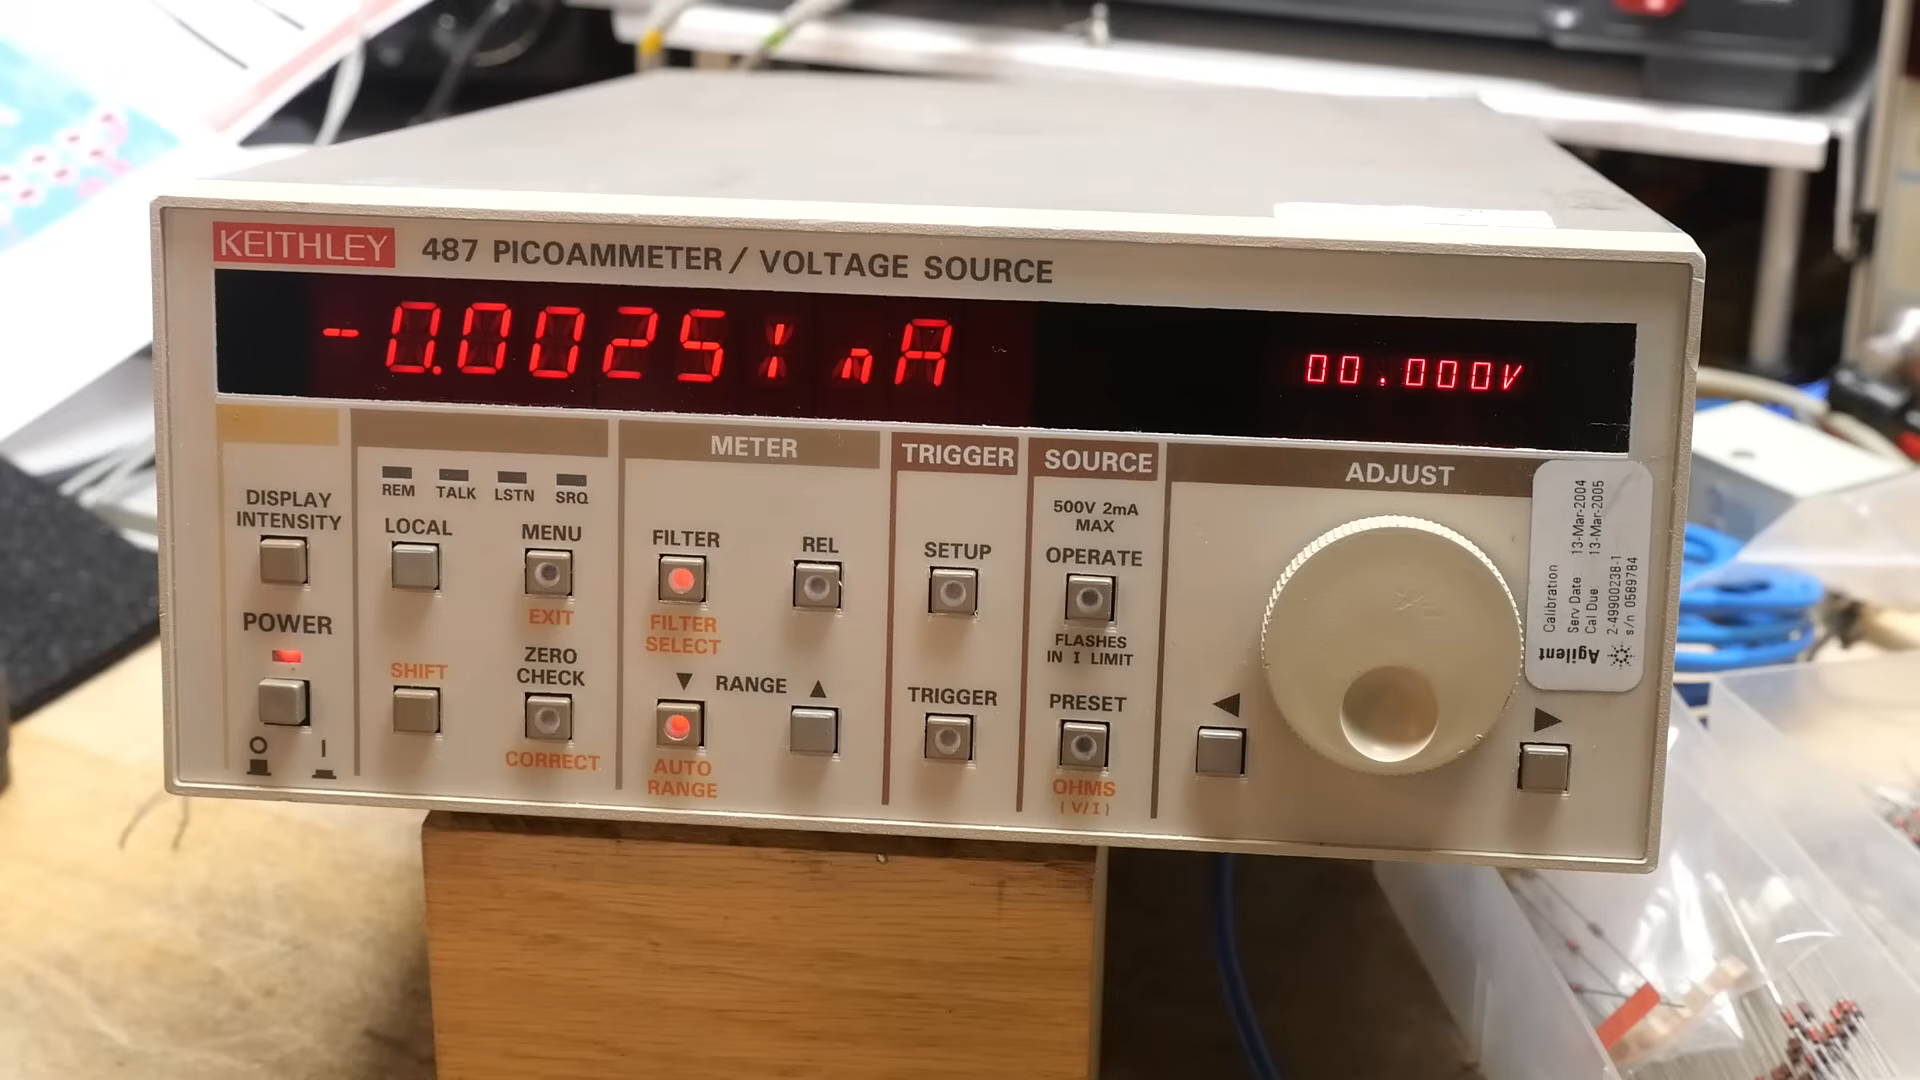 KEITHLEY 487 PICOAMMETER / VOLTAGE SOURCE
-0.00251 nA
00.000V
METER
TRIGGER
SOURCE
ADJUST
DISPLAY
INTENSITY
POWER
O I
REM TALK LSTN SRQ
LOCAL
MENU
EXIT
SHIFT
ZERO
CHECK
CORRECT
FILTER
FILTER
SELECT
REL
▼ RANGE ▲
AUTO
RANGE
SETUP
TRIGGER
500V 2mA
MAX
OPERATE
FLASHES
IN I LIMIT
PRESET
OHMS
(V/I)
◀
▶
Agilent
Calibration
Serv Date 13-Mar-2004
Cal Due 13-Mar-2005
2-49900238-1
s/n 0589784